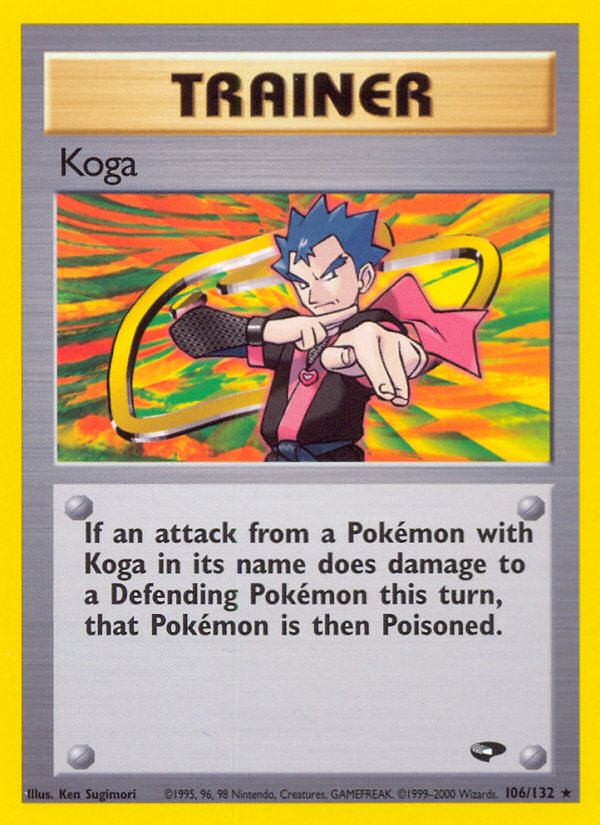 TRAINER
Koga
If an attack from a Pokémon with
Koga in its name does damage to
a Defending Pokémon this turn,
that Pokémon is then Poisoned.
Illus. Ken Sugimori ©1995, 96, 98 Nintendo, Creatures, GAMEFREAK. ©1999–2000 Wizards. 106/132 ★